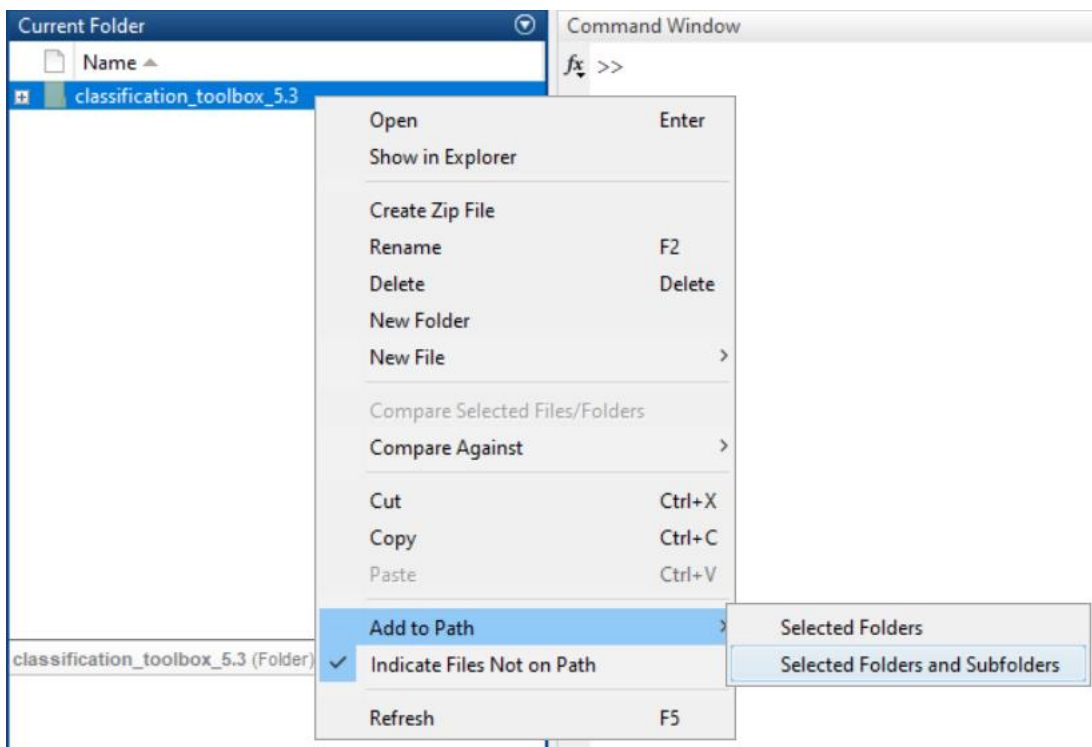 Current Folder
Name
classification_toolbox_5.3
Command Window
fx >>
Open Enter
Show in Explorer
Create Zip File
Rename F2
Delete Delete
New Folder
New File
Compare Selected Files/Folders
Compare Against
Cut Ctrl+X
Copy Ctrl+C
Paste Ctrl+V
Add to Path
Selected Folders
Indicate Files Not on Path
Selected Folders and Subfolders
Refresh F5
classification_toolbox_5.3 (Folder)